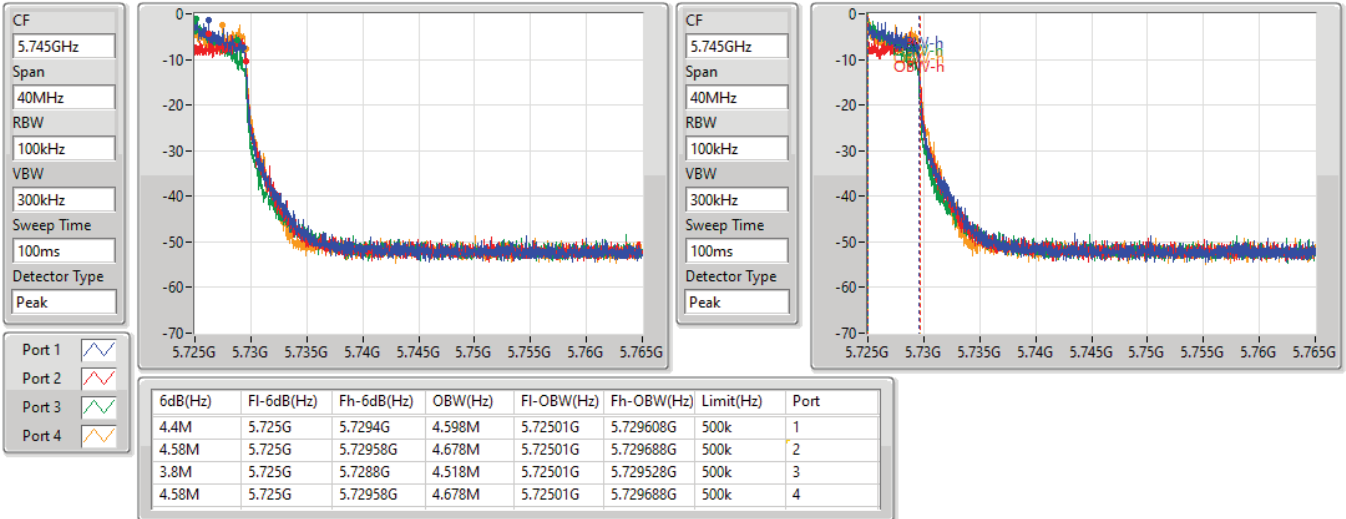 CF
5.745GHz
Span
40MHz
RBW
100kHz
VBW
300kHz
Sweep Time
100ms
Detector Type
Peak
0
-10
-20
-30
-40
-50
-60
-70
5.725G 5.73G 5.735G 5.74G 5.745G 5.75G 5.755G 5.76G 5.765G
CF
5.745GHz
Span
40MHz
RBW
100kHz
VBW
300kHz
Sweep Time
100ms
Detector Type
Peak
0
-10
-20
-30
-40
-50
-60
-70
OBW-h
5.725G 5.73G 5.735G 5.74G 5.745G 5.75G 5.755G 5.76G 5.765G
Port 1
Port 2
Port 3
Port 4
6dB(Hz) Fl-6dB(Hz) Fh-6dB(Hz) OBW(Hz) Fl-OBW(Hz) Fh-OBW(Hz) Limit(Hz) Port
4.4M 5.725G 5.7294G 4.598M 5.72501G 5.729608G 500k 1
4.58M 5.725G 5.72958G 4.678M 5.72501G 5.729688G 500k 2
3.8M 5.725G 5.7288G 4.518M 5.72501G 5.729528G 500k 3
4.58M 5.725G 5.72958G 4.678M 5.72501G 5.729688G 500k 4